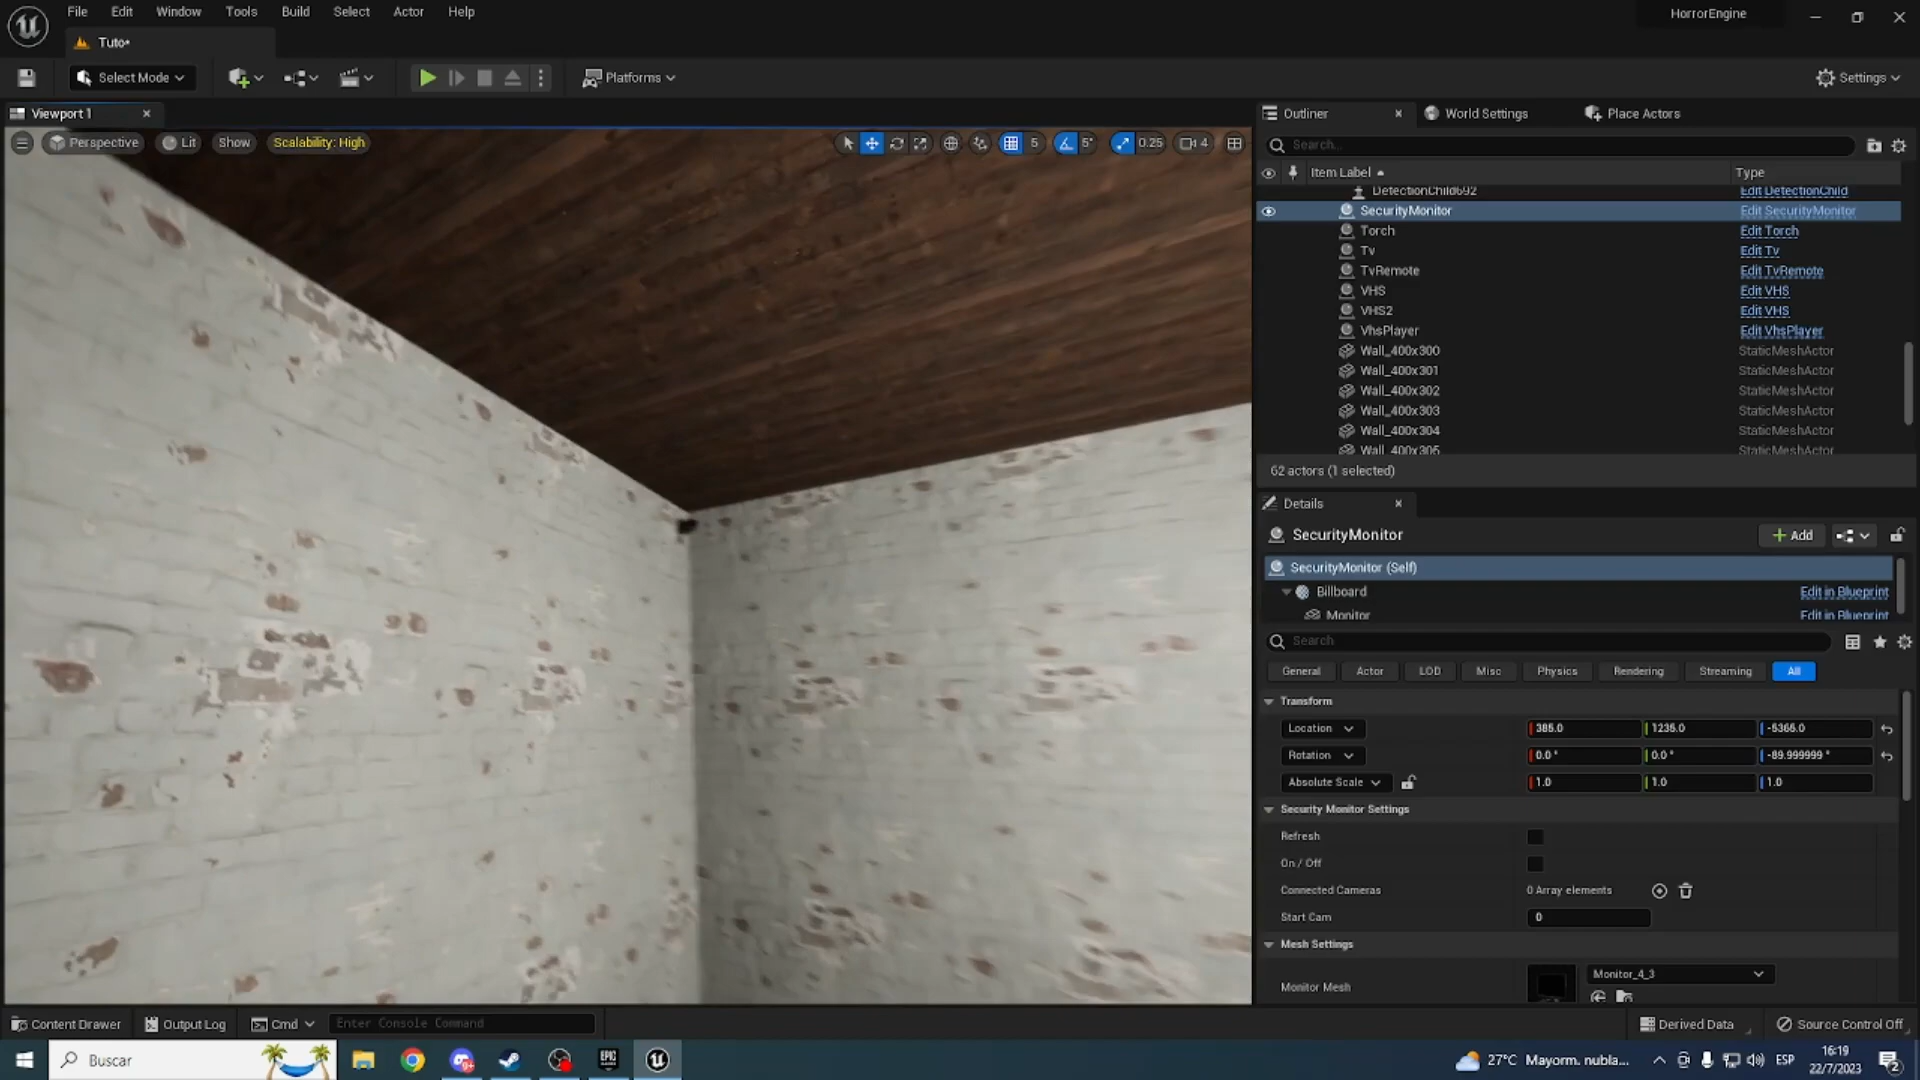 File Edit Window Tools Build Select Actor Help
HorrorEngine
Tuto*
Select Mode
Platforms
Settings
Viewport 1
Outliner
World Settings
Place Actors
Perspective
Lit
Show
Scalability: High
5
5°
0.25
4
Search...
Item Label
Type
DetectionChild692 Edit DetectionChild
SecurityMonitor Edit SecurityMonitor
Torch Edit Torch
Tv Edit Tv
TvRemote Edit TvRemote
VHS Edit VHS
VHS2 Edit VHS
VhsPlayer Edit VhsPlayer
Wall_400x300 StaticMeshActor
Wall_400x301 StaticMeshActor
Wall_400x302 StaticMeshActor
Wall_400x303 StaticMeshActor
Wall_400x304 StaticMeshActor
Wall_400x305 StaticMeshActor
62 actors (1 selected)
Details
SecurityMonitor
Add
SecurityMonitor (Self)
Billboard Edit in Blueprint
Monitor Edit in Blueprint
Search
General Actor LOD Misc Physics Rendering Streaming All
Transform
Location 385.0 1235.0 -5365.0
Rotation 0.0° 0.0° -89.999999°
Absolute Scale 1.0 1.0 1.0
Security Monitor Settings
Refresh
On / Off
Connected Cameras 0 Array elements
Start Cam 0
Mesh Settings
Monitor Mesh
Monitor_4_3
Content Drawer
Output Log
Cmd
Enter Console Command
Derived Data
Source Control Off
Buscar
EPIC
27°C Mayorm. nubla...
ESP
16:19
22/7/2023
2